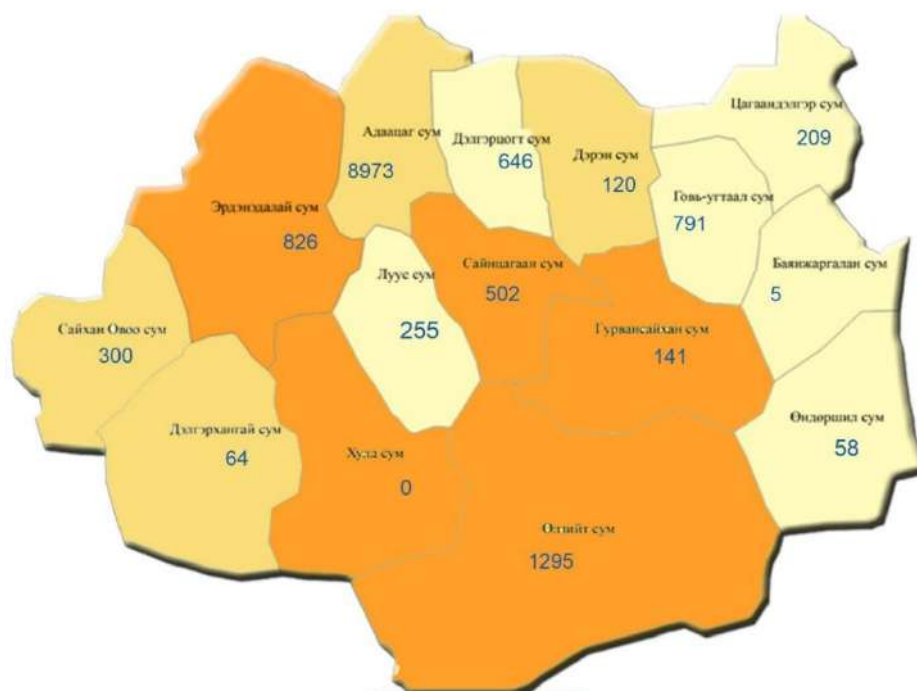 Цагаандэлгэр сум
209
Адаацаг сум
8973
Дэлгэрцогт сум
646
Дэрэн сум
120
Говь-угтаал сум
791
Эрдэнэдалай сум
826
Луус сум
255
Сайнцагаан сум
502
Баянжаргалан сум
5
Сайхан Овоо сум
300
Гурвансайхан сум
141
Дэлгэрхангай сум
64
Хулд сум
0
Өндөршил сум
58
Өлзийт сум
1295